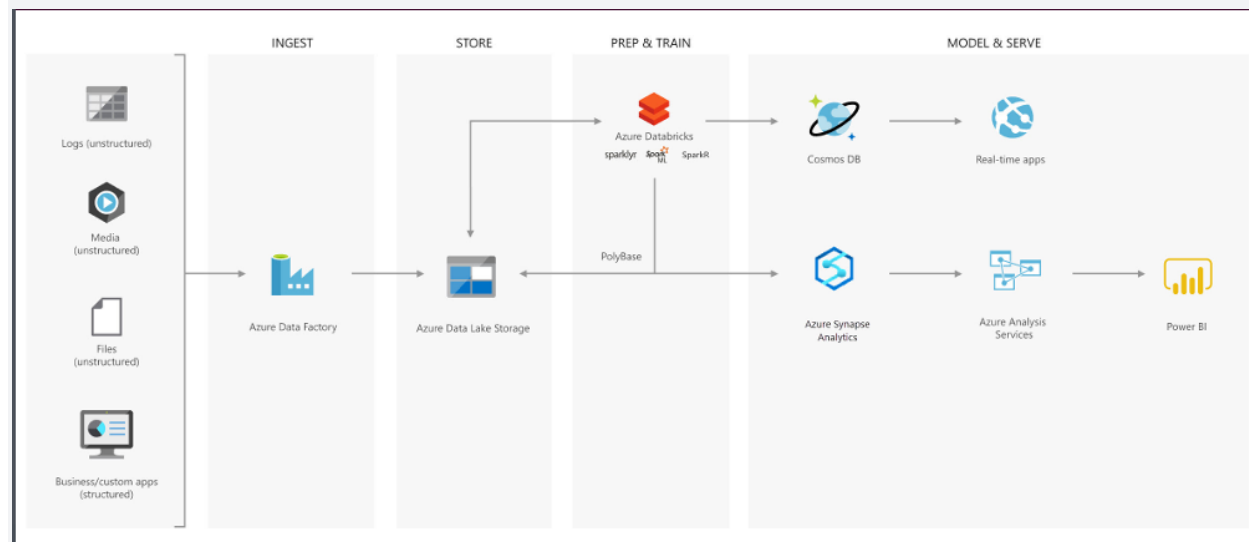 INGEST
STORE
PREP & TRAIN
MODEL & SERVE
Logs (unstructured)
Media
(unstructured)
Files
(unstructured)
Business/custom apps
(structured)
Azure Data Factory
Azure Data Lake Storage
Azure Databricks
sparklyr
Spark
ML
SparkR
PolyBase
Cosmos DB
Real-time apps
Azure Synapse
Analytics
Azure Analysis
Services
Power BI